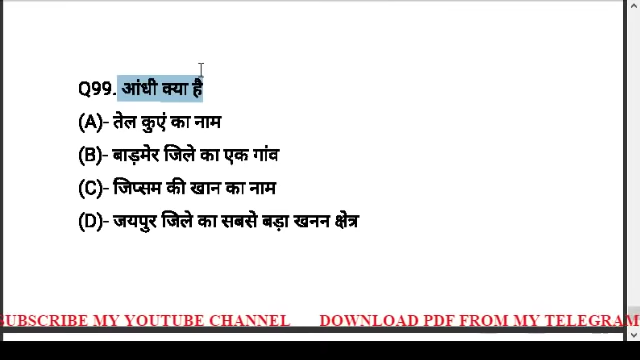 Q99. आंधी क्या है
(A)- तेल कुएं का नाम
(B)- बाड़मेर जिले का एक गांव
(C)- जिप्सम की खान का नाम
(D)- जयपुर जिले का सबसे बड़ा खनन क्षेत्र
SUBSCRIBE MY YOUTUBE CHANNEL DOWNLOAD PDF FROM MY TELEGRAM